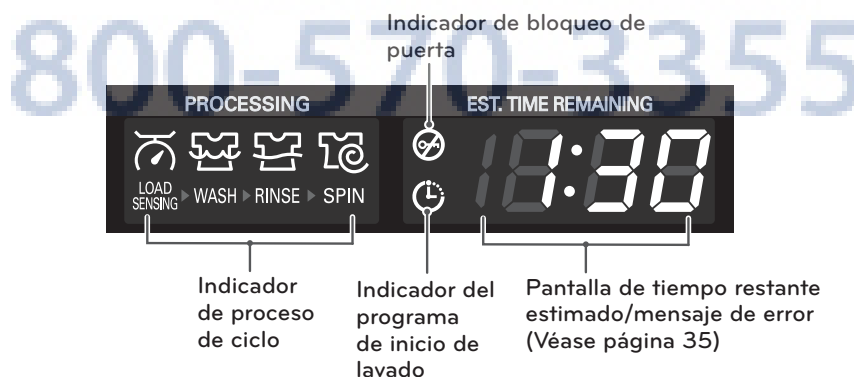 Indicador de bloqueo de
puerta
800-570-3355
PROCESSING
EST. TIME REMAINING
LOAD
SENSING
WASH
RINSE
SPIN
1:30
Indicador
de proceso
de ciclo
Indicador del
programa
de inicio de
lavado
Pantalla de tiempo restante
estimado/mensaje de error
(Véase página 35)